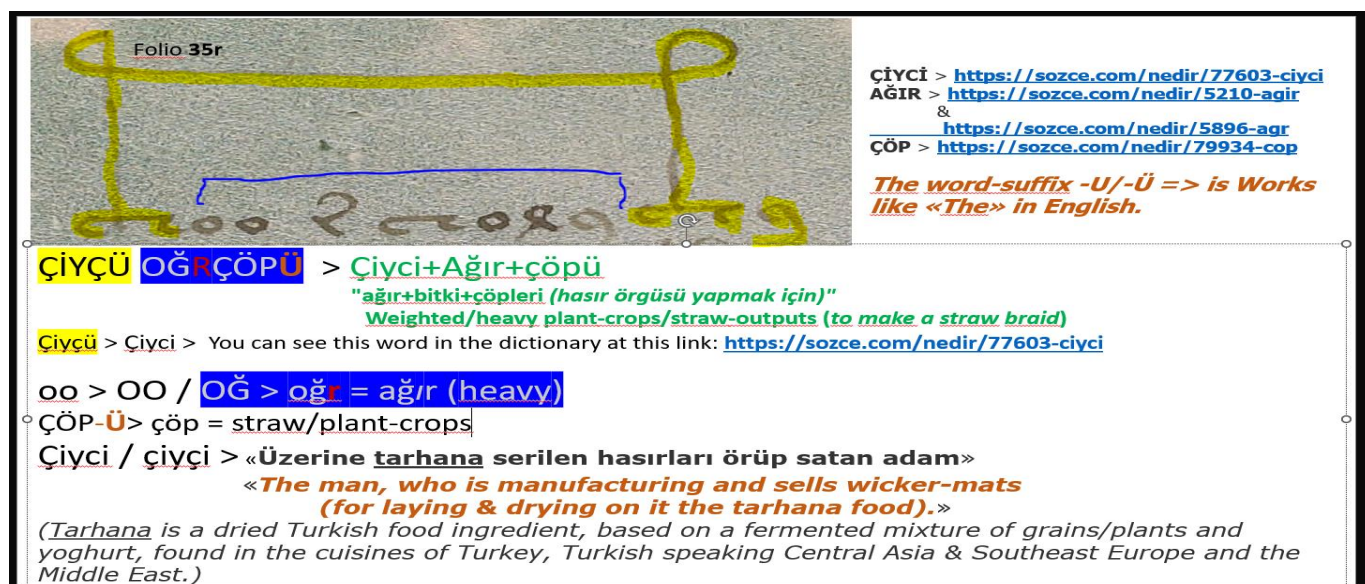 Folio 35r
ÇİYCİ > https://sozce.com/nedir/77603-ciyci
AĞIR > https://sozce.com/nedir/5210-agir
&
https://sozce.com/nedir/5896-agr
ÇÖP > https://sozce.com/nedir/79934-cop
The word-suffix -U/-Ü => is Works
like «The» in English.
ÇİYÇÜ OĞRÇÖPÜ > Çiyci+Ağır+çöpü
"ağır+bitki+çöpleri (hasır örgüsü yapmak için)"
Weighted/heavy plant-crops/straw-outputs (to make a straw braid)
Çiyçü > Çiyci > You can see this word in the dictionary at this link: https://sozce.com/nedir/77603-ciyci
oo > OO / OĞ > oğr = ağır (heavy)
ÇÖP-Ü> çöp = straw/plant-crops
Çiyci / çiyçi > «Üzerine tarhana serilen hasırları örüp satan adam»
«The man, who is manufacturing and sells wicker-mats
(for laying & drying on it the tarhana food).»
(Tarhana is a dried Turkish food ingredient, based on a fermented mixture of grains/plants and
yoghurt, found in the cuisines of Turkey, Turkish speaking Central Asia & Southeast Europe and the
Middle East.)